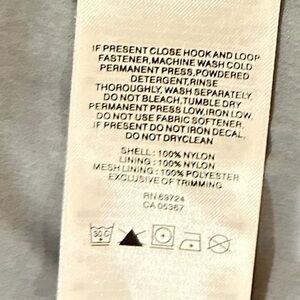 IF PRESENT CLOSE HOOK AND LOOP
FASTENER,MACHINE WASH COLD
PERMANENT PRESS,POWDERED
DETERGENT,RINSE
THOROUGHLY, WASH SEPARATELY
DO NOT BLEACH,TUMBLE DRY
PERMANENT PRESS LOW,IRON LOW,
DO NOT USE FABRIC SOFTENER,
IF PRESENT DO NOT IRON DECAL,
DO NOT DRYCLEAN
SHELL : 100% NYLON
LINING : 100% NYLON
MESH LINING : 100% POLYESTER
EXCLUSIVE OF TRIMMING
RN 69724
CA 05367
30 C